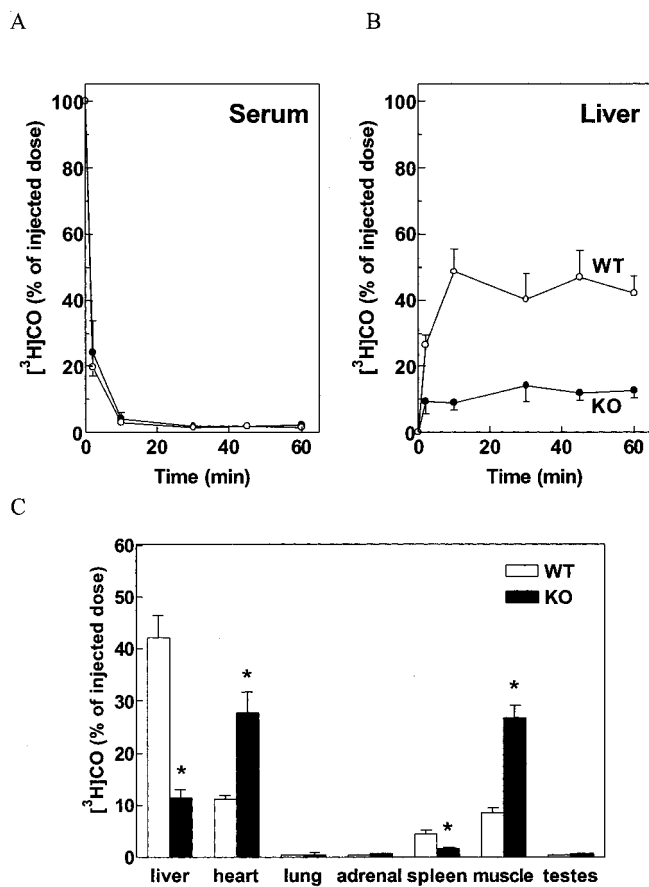 A
B
Serum
[³H]CO (% of injected dose)
100
80
60
40
20
0
0 20 40 60
Time (min)
Liver
[³H]CO (% of injected dose)
100
80
60
40
20
0
WT
KO
0 20 40 60
Time (min)
C
[³H]CO (% of injected dose)
60
50
40
30
20
10
0
WT
KO
*
*
*
*
liver heart lung adrenal spleen muscle testes